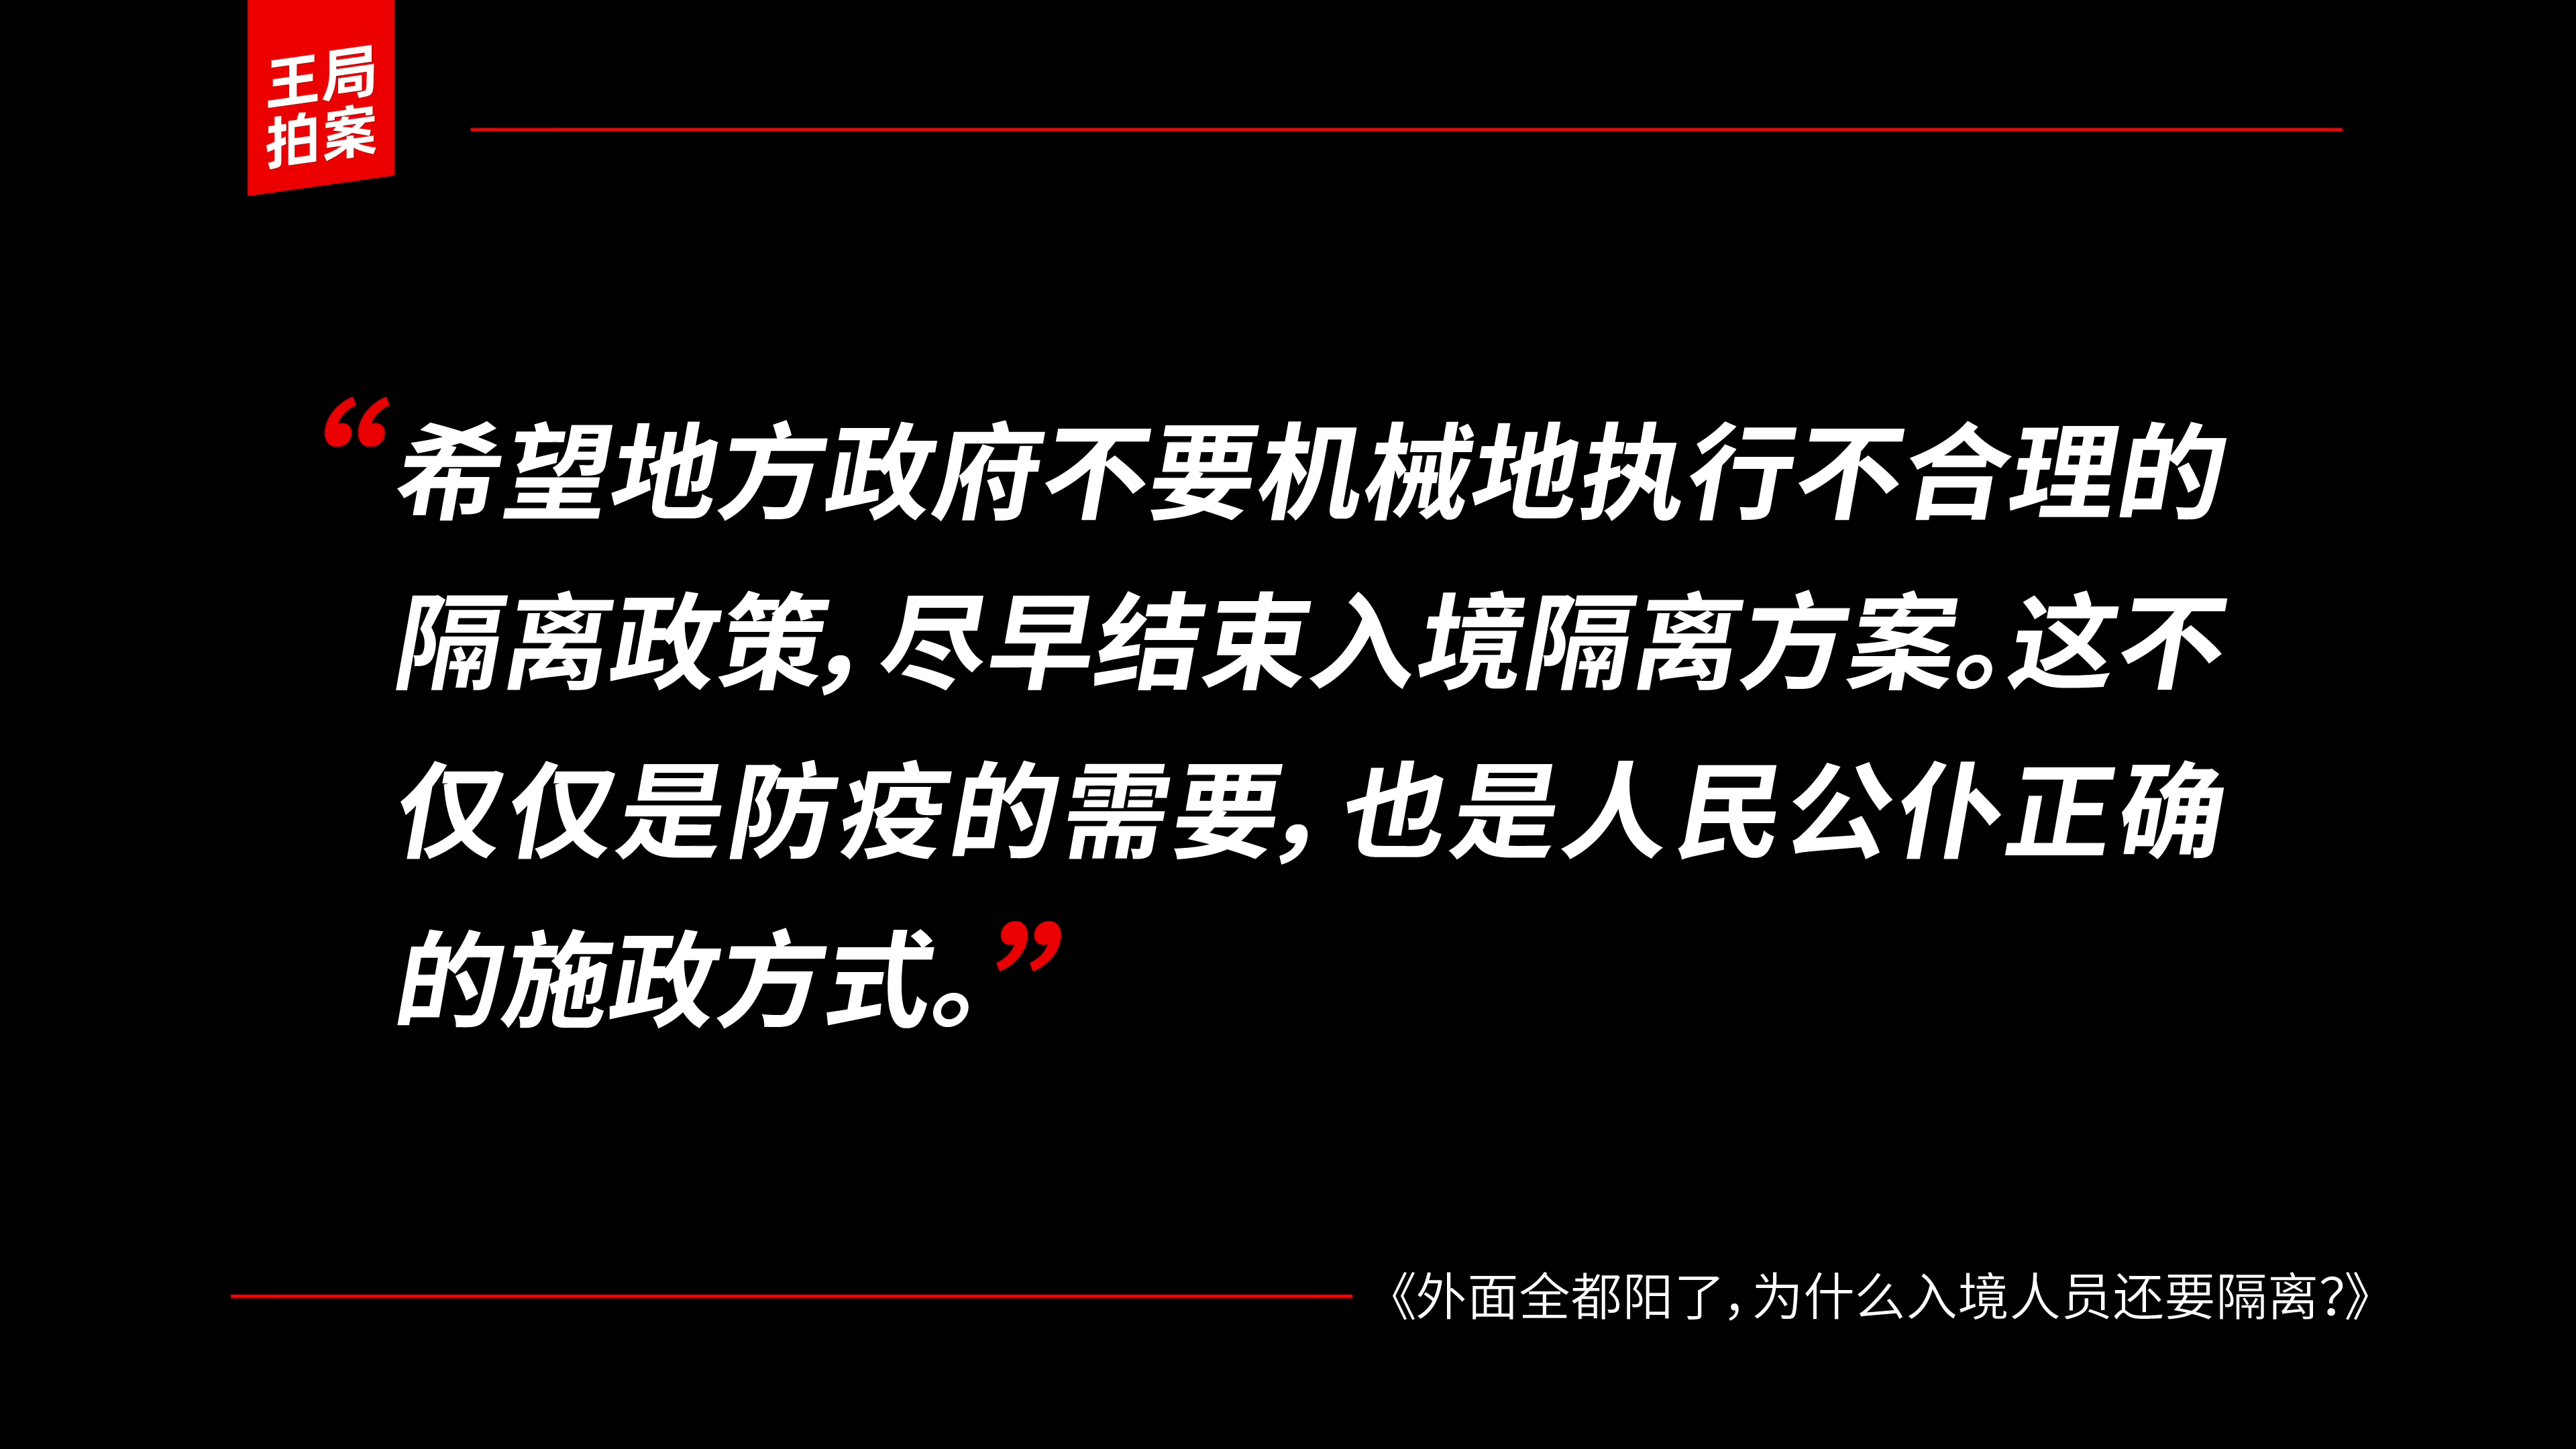 王局
拍案
“希望地方政府不要机械地执行不合理的
隔离政策，尽早结束入境隔离方案。这不
仅仅是防疫的需要，也是人民公仆正确
的施政方式。”
《外面全都阳了，为什么入境人员还要隔离？》